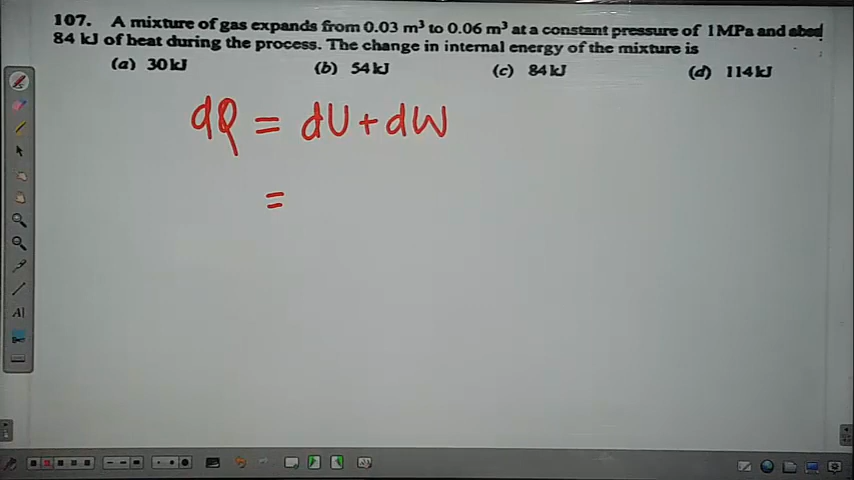 107. A mixture of gas expands from 0.03 m³ to 0.06 m³ at a constant pressure of 1MPa and
84 kJ of heat during the process. The change in internal energy of the mixture is
(a) 30 kJ (b) 54 kJ (c) 84 kJ (d) 114 kJ
dQ = dU + dW
=